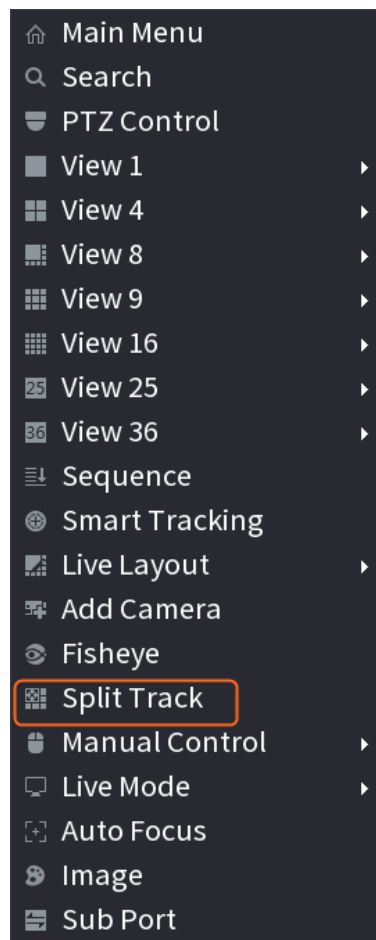 Main Menu
Search
PTZ Control
View 1
View 4
View 8
View 9
View 16
25 View 25
36 View 36
Sequence
Smart Tracking
Live Layout
Add Camera
Fisheye
Split Track
Manual Control
Live Mode
Auto Focus
Image
Sub Port